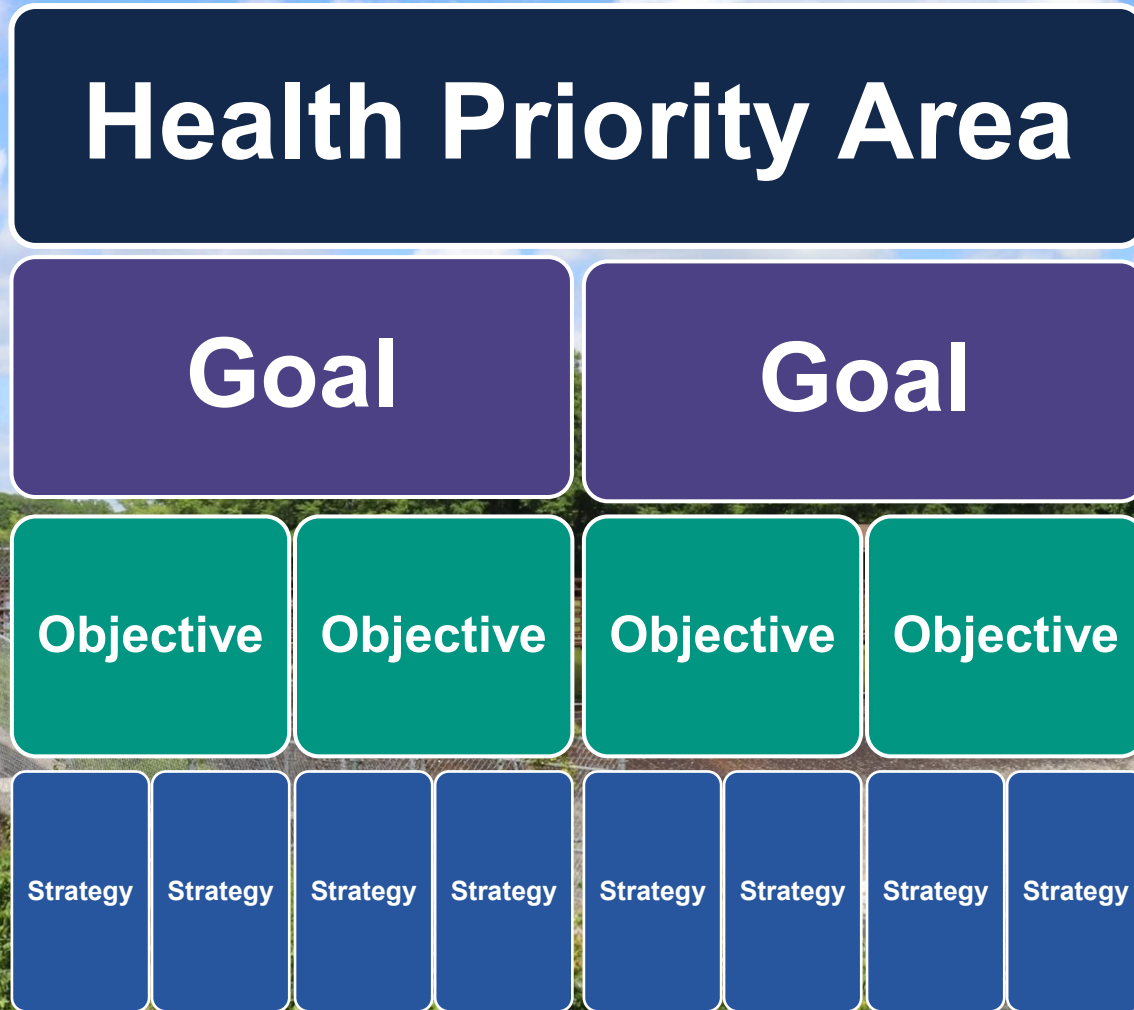 Health Priority Area
Goal Goal
Objective Objective Objective Objective
Strategy Strategy Strategy Strategy Strategy Strategy Strategy Strategy